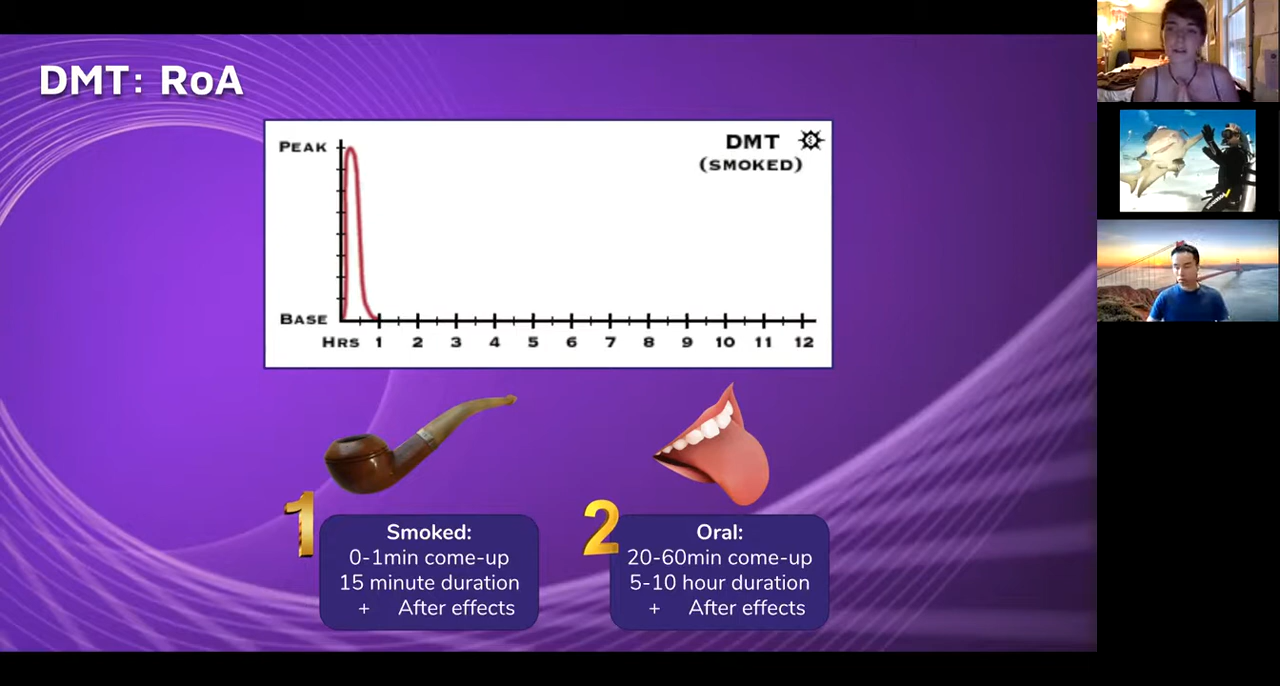 DMT: RoA
PEAK
DMT
(SMOKED)
BASE
HRS 1 2 3 4 5 6 7 8 9 10 11 12
1
Smoked:
0-1min come-up
15 minute duration
+ After effects
2
Oral:
20-60min come-up
5-10 hour duration
+ After effects